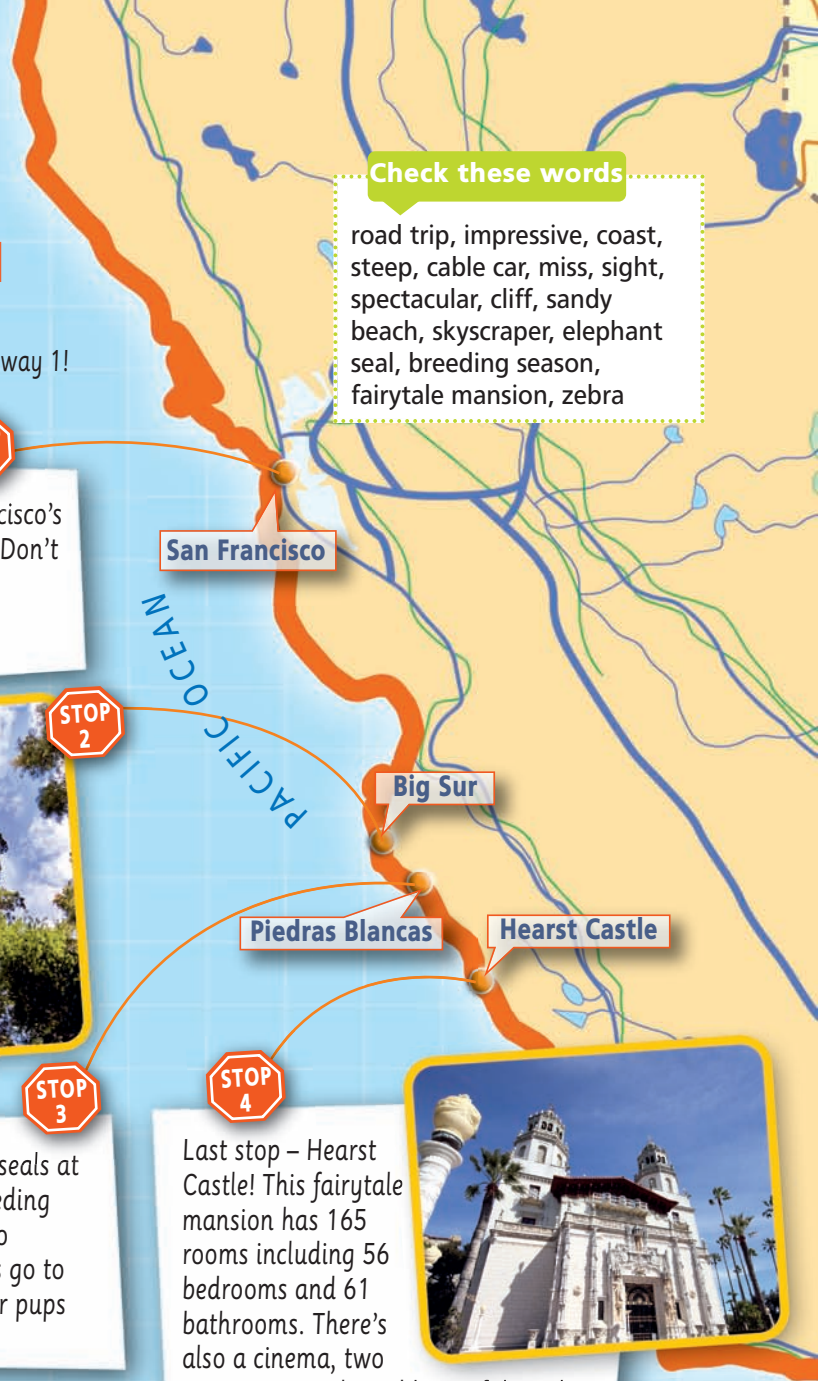 Check these words
road trip, impressive, coast,
steep, cable car, miss, sight,
spectacular, cliff, sandy
beach, skyscraper, elephant
seal, breeding season,
fairytale mansion, zebra
way 1!
cisco's
Don't
San Francisco
PACIFIC OCEAN
STOP
2
Big Sur
Piedras Blancas
Hearst Castle
STOP
3
seals at
eding
o
s go to
r pups
STOP
4
Last stop – Hearst
Castle! This fairytale
mansion has 165
rooms including 56
bedrooms and 61
bathrooms. There's
also a cinema, two